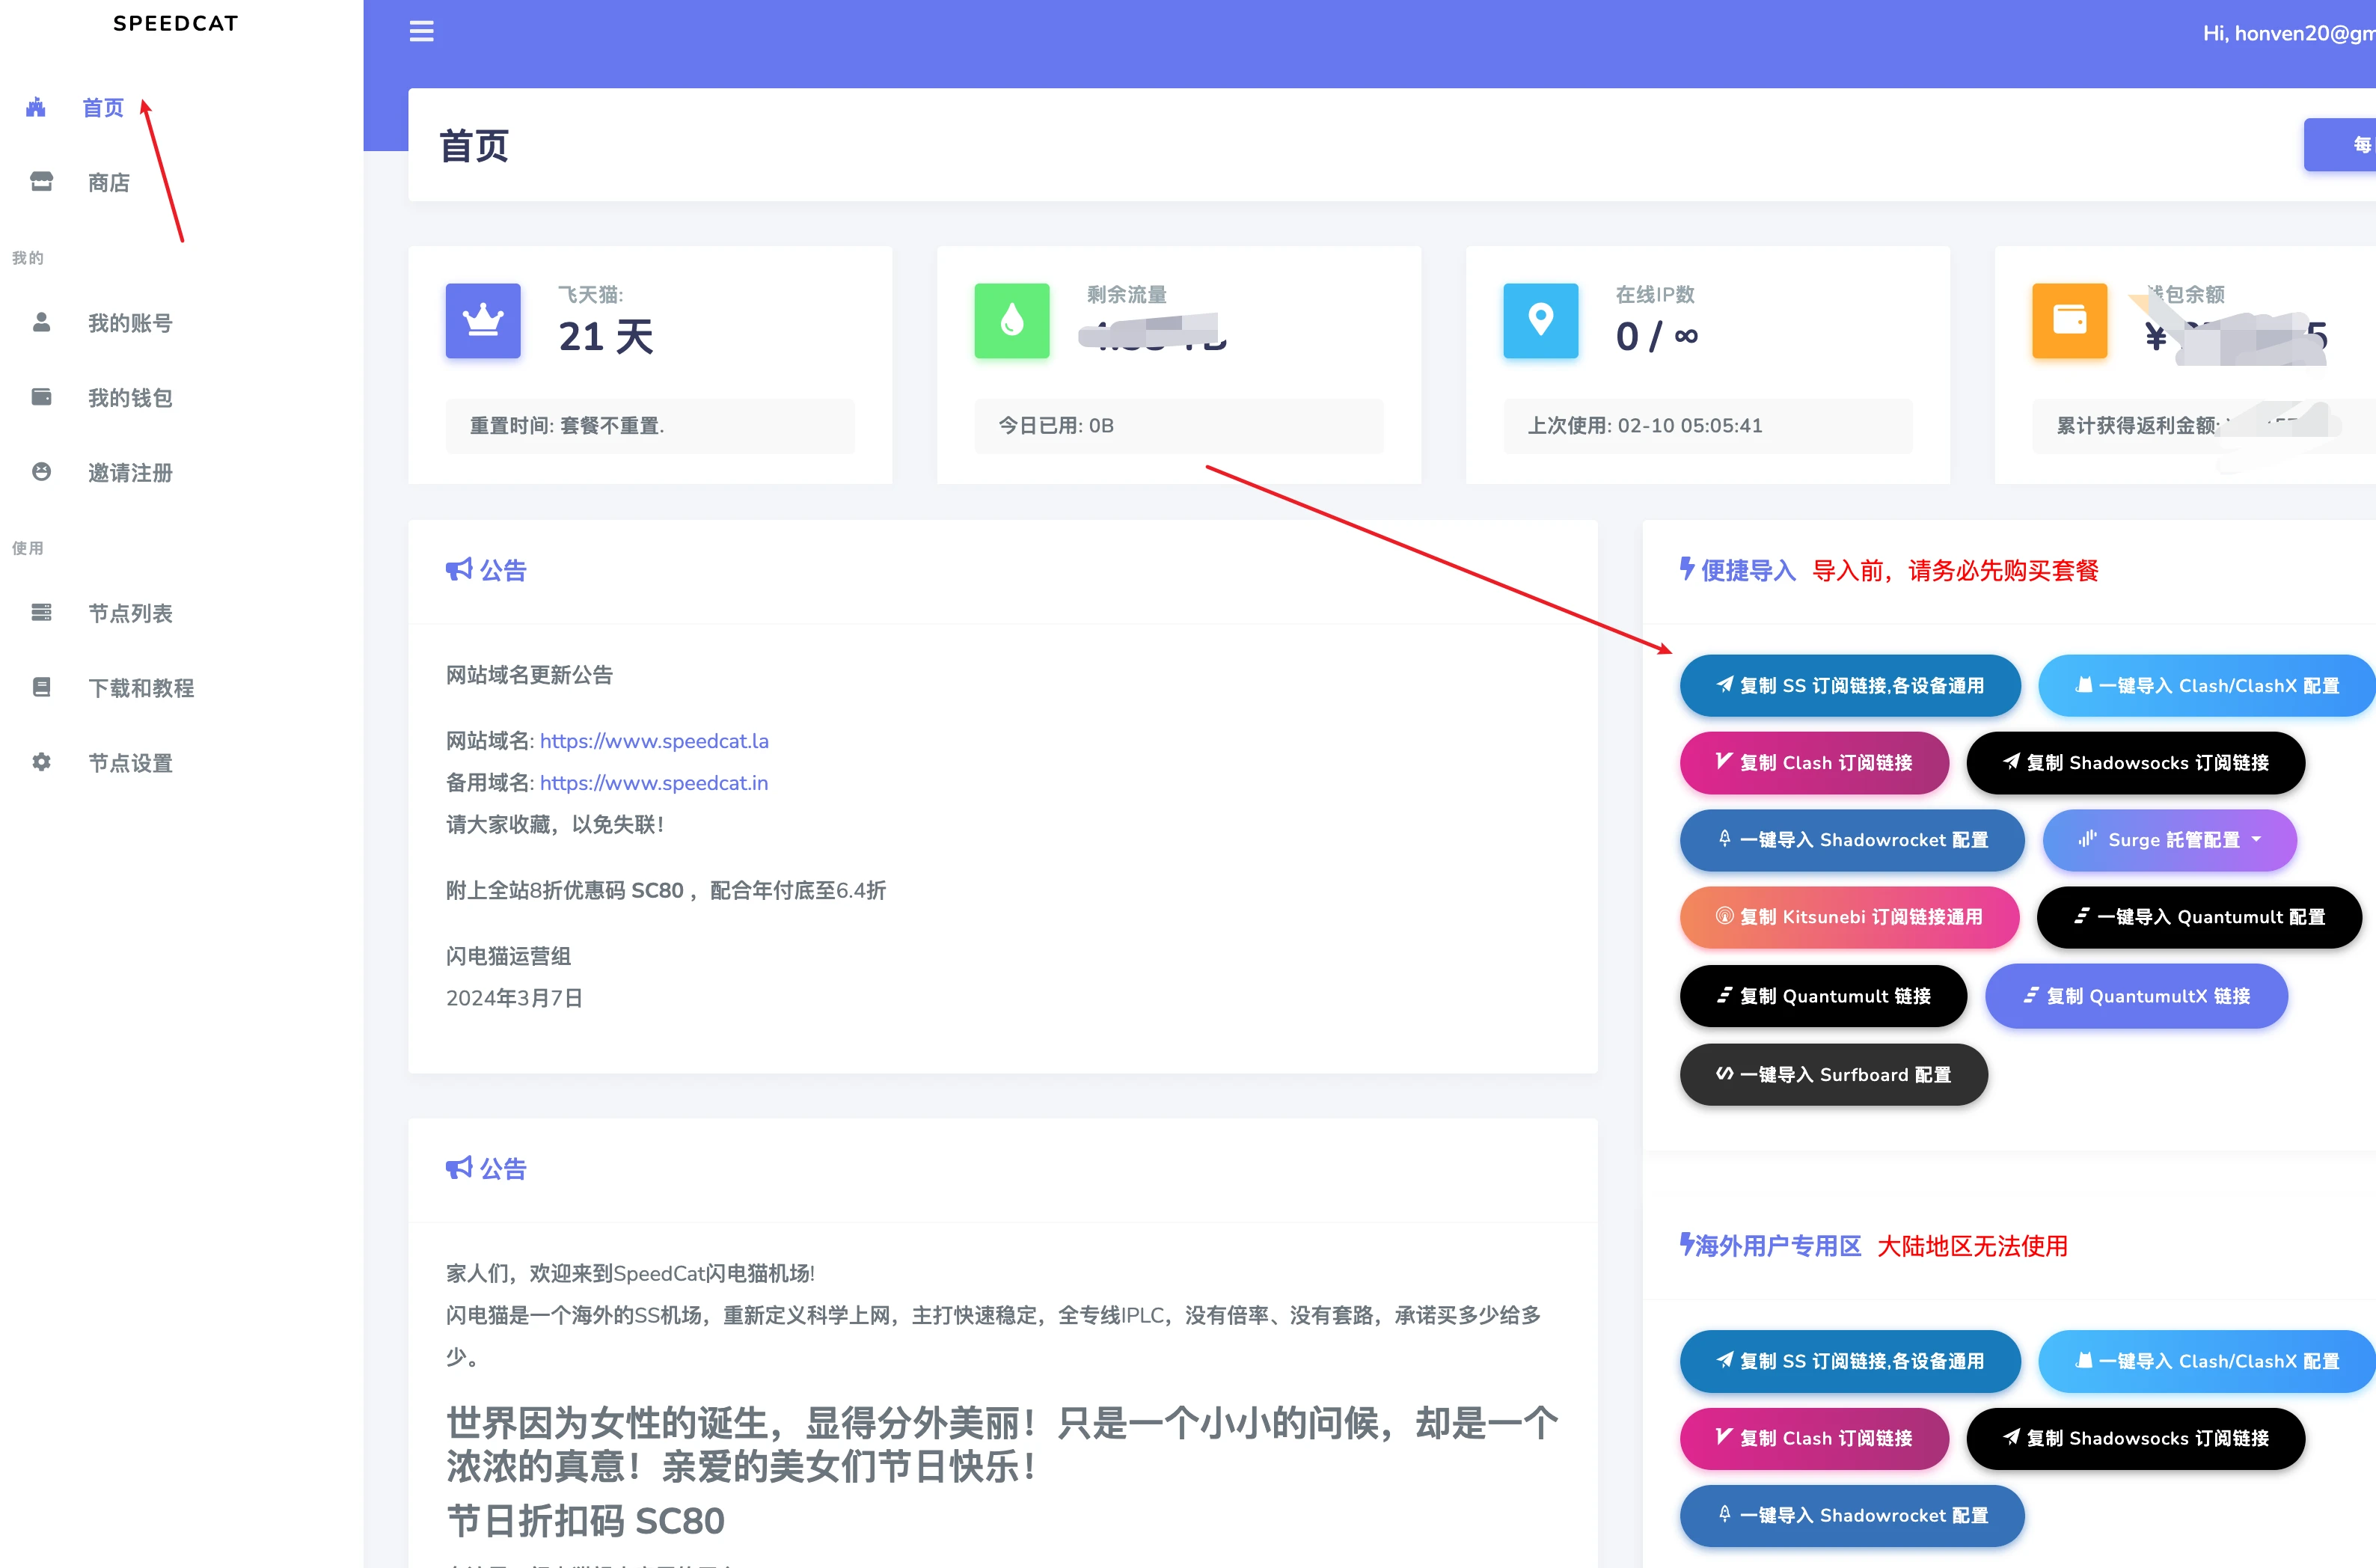 SPEEDCAT
Hi, honven20@gm
首页
商店
我的
我的账号
我的钱包
邀请注册
使用
节点列表
下载和教程
节点设置
首页
每
飞天猫:
21 天
重置时间: 套餐不重置.
剩余流量
今日已用: 0B
在线IP数
0 / ∞
上次使用: 02-10 05:05:41
包余额
¥ 5
累计获得返利金额:
公告
网站域名更新公告
网站域名: https://www.speedcat.la
备用域名: https://www.speedcat.in
请大家收藏，以免失联！
附上全站8折优惠码 SC80 ，配合年付底至6.4折
闪电猫运营组
2024年3月7日
便捷导入 导入前，请务必先购买套餐
复制 SS 订阅链接,各设备通用
一键导入 Clash/ClashX 配置
复制 Clash 订阅链接
复制 Shadowsocks 订阅链接
一键导入 Shadowrocket 配置
Surge 託管配置
复制 Kitsunebi 订阅链接通用
一键导入 Quantumult 配置
复制 Quantumult 链接
复制 QuantumultX 链接
一键导入 Surfboard 配置
公告
家人们，欢迎来到SpeedCat闪电猫机场!
闪电猫是一个海外的SS机场，重新定义科学上网，主打快速稳定，全专线IPLC，没有倍率、没有套路，承诺买多少给多
少。
世界因为女性的诞生，显得分外美丽！只是一个小小的问候，却是一个
浓浓的真意！亲爱的美女们节日快乐！
节日折扣码 SC80
海外用户专用区 大陆地区无法使用
复制 SS 订阅链接,各设备通用
一键导入 Clash/ClashX 配置
复制 Clash 订阅链接
复制 Shadowsocks 订阅链接
一键导入 Shadowrocket 配置